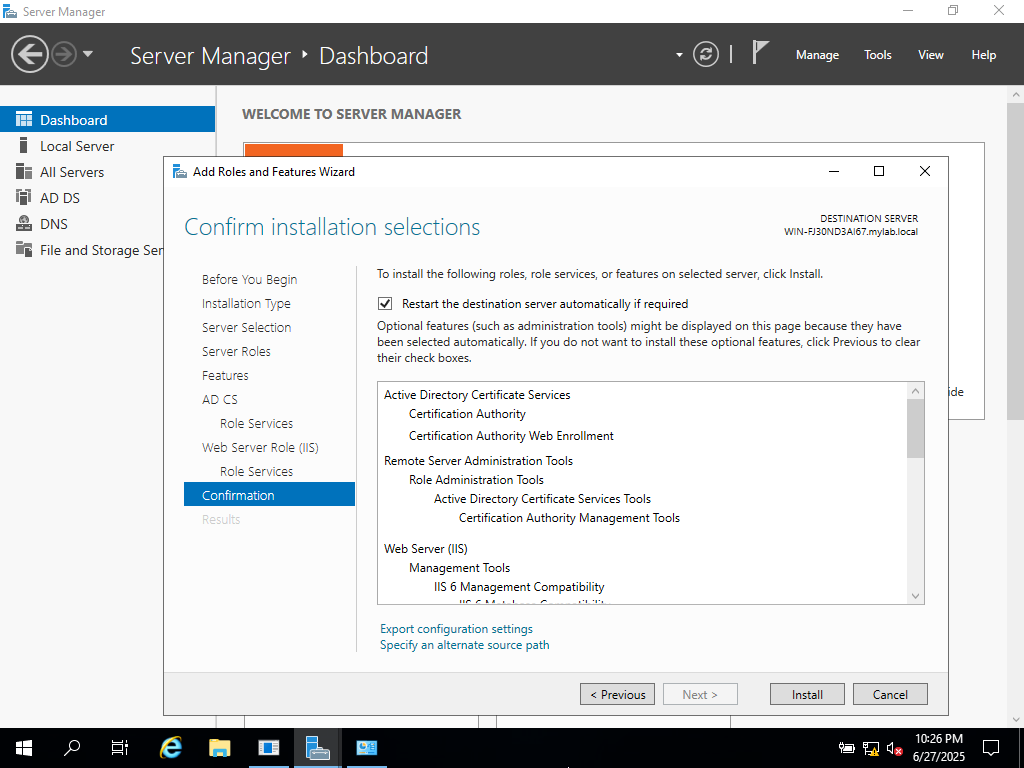 Server Manager
Server Manager
Dashboard
Manage
Tools
View
Help
Dashboard
Local Server
All Servers
AD DS
DNS
File and Storage Ser
WELCOME TO SERVER MANAGER
Add Roles and Features Wizard
Confirm installation selections
DESTINATION SERVER
WIN-FJ30ND3AI67.mylab.local
Before You Begin
Installation Type
Server Selection
Server Roles
Features
AD CS
Role Services
Web Server Role (IIS)
Role Services
Confirmation
Results
To install the following roles, role services, or features on selected server, click Install.
Restart the destination server automatically if required
Optional features (such as administration tools) might be displayed on this page because they have
been selected automatically. If you do not want to install these optional features, click Previous to clear
their check boxes.
Active Directory Certificate Services
Certification Authority
Certification Authority Web Enrollment
Remote Server Administration Tools
Role Administration Tools
Active Directory Certificate Services Tools
Certification Authority Management Tools
Web Server (IIS)
Management Tools
IIS 6 Management Compatibility
IIS 6 Metabase Compatibility
ide
Export configuration settings
Specify an alternate source path
< Previous
Next >
Install
Cancel
10:26 PM
6/27/2025